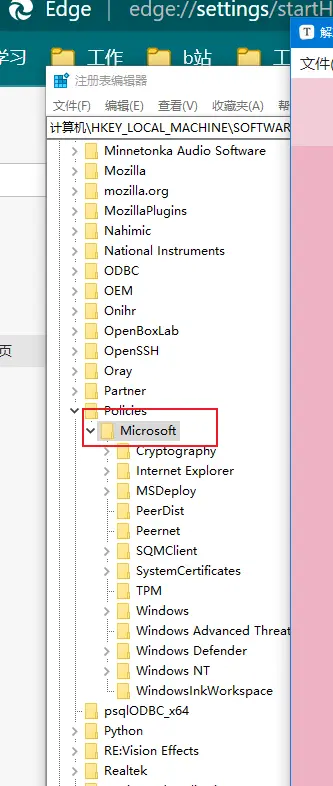 Edge | edge://settings/startH
学习 工作 b站 工
注册表编辑器
T 解
文件(F) 编辑(E) 查看(V) 收藏夹(A) 帮
文件(
计算机\HKEY_LOCAL_MACHINE\SOFTWAR
Minnetonka Audio Software
Mozilla
mozilla.org
MozillaPlugins
Nahimic
National Instruments
ODBC
OEM
Onihr
OpenBoxLab
页
OpenSSH
Oray
Partner
Policies
Microsoft
Cryptography
Internet Explorer
MSDeploy
PeerDist
Peernet
SQMClient
SystemCertificates
TPM
Windows
Windows Advanced Threat
Windows Defender
Windows NT
WindowsInkWorkspace
psqlODBC_x64
Python
RE:Vision Effects
Realtek